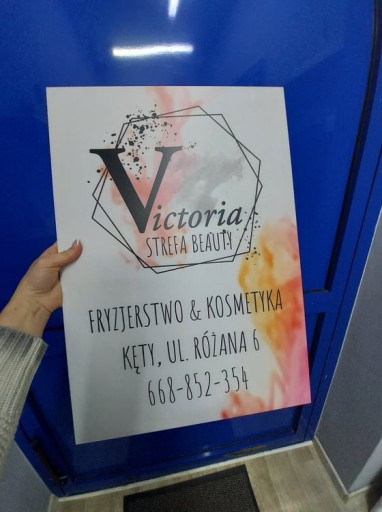 Victoria
STREFA BEAUTY
FRYZJERSTWO & KOSMETYKA
KĘTY, UL. RÓŻANA 6
668-852-354